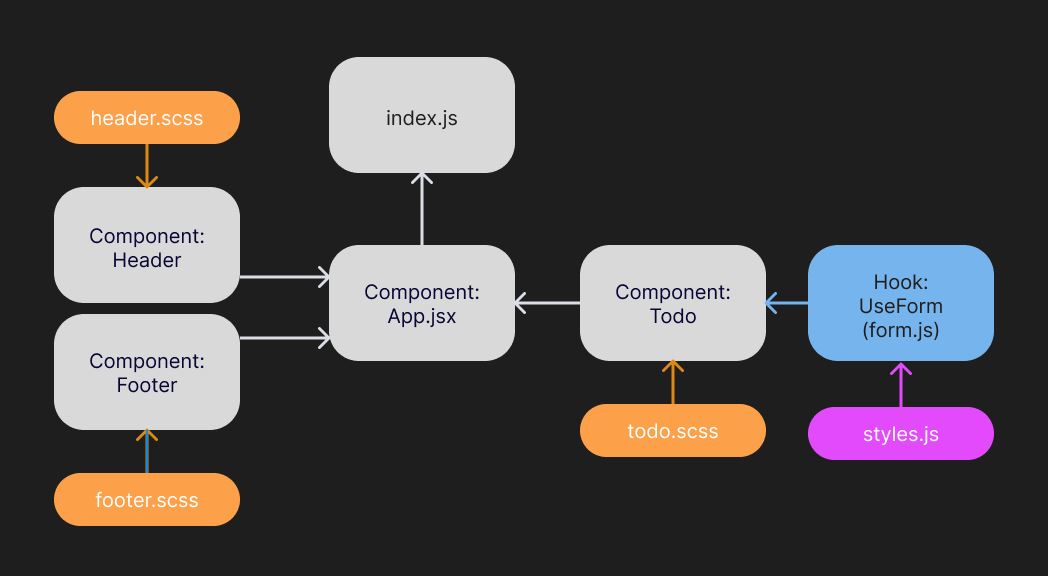 index.js
header.scss
Component:
Header
Component:
App.jsx
Component:
Todo
Hook:
UseForm
(form.js)
Component:
Footer
todo.scss
styles.js
footer.scss